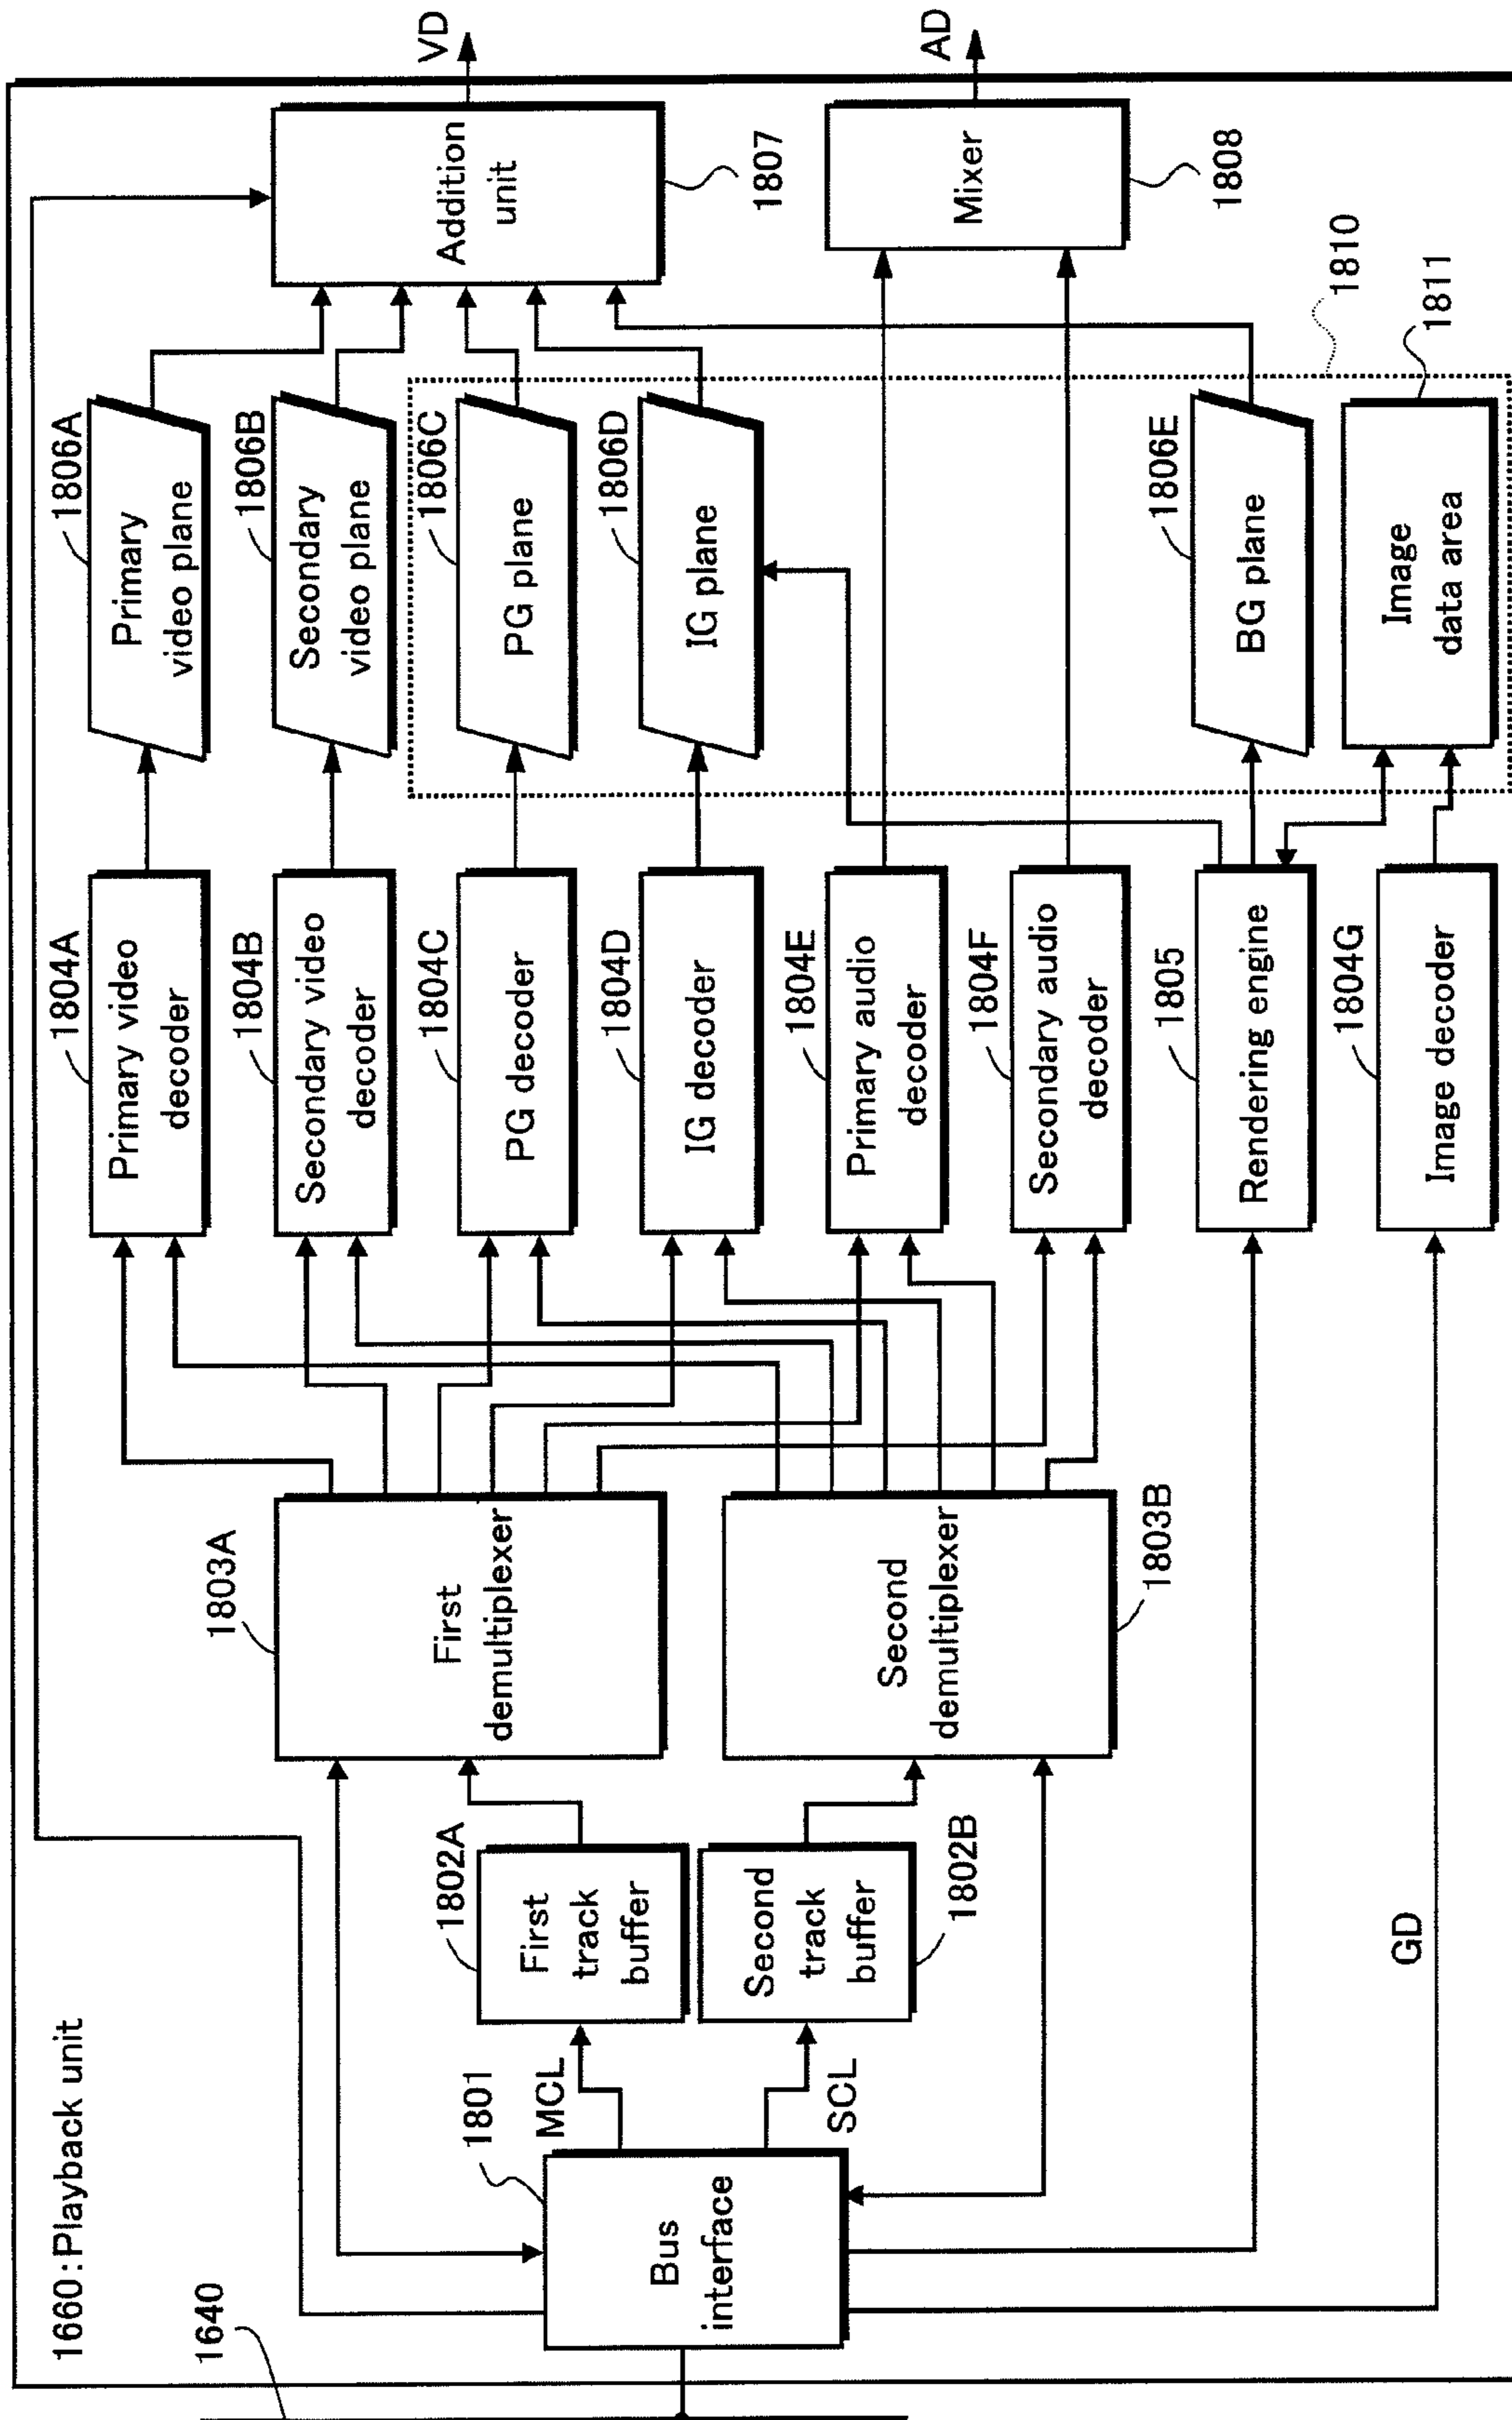 1660:Playback unit
1640
Bus
interface
1801
MCL
SCL
First
track
buffer
1802A
Second
track
buffer
1802B
First
demultiplexer
1803A
Second
demultiplexer
1803B
GD
Primary video
decoder
1804A
Secondary video
decoder
1804B
PG decoder
1804C
IG decoder
1804D
Primary audio
decoder
1804E
Secondary audio
decoder
1804F
Rendering engine
1805
Image decoder
1804G
Primary
video plane
1806A
Secondary
video plane
1806B
PG plane
1806C
IG plane
1806D
BG plane
1806E
Image
data area
1810
1811
Addition
unit
1807
Mixer
1808
VD
AD